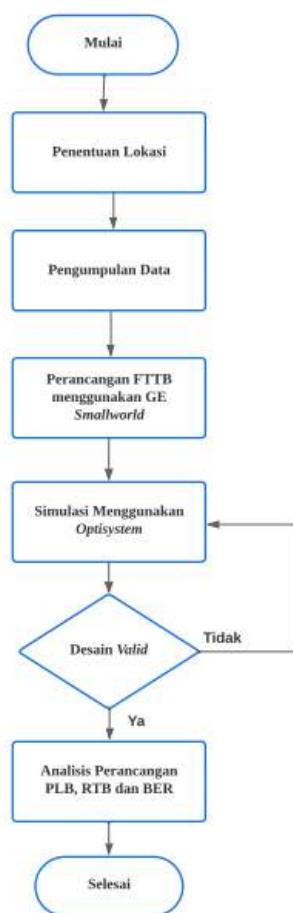 Mulai
Penentuan Lokasi
Pengumpulan Data
Perancangan FTTB
menggunakan GE
Smallworld
Simulasi Menggunakan
Optisystem
Desain Valid
Tidak
Ya
Analisis Perancangan
PLB, RTB dan BER
Selesai